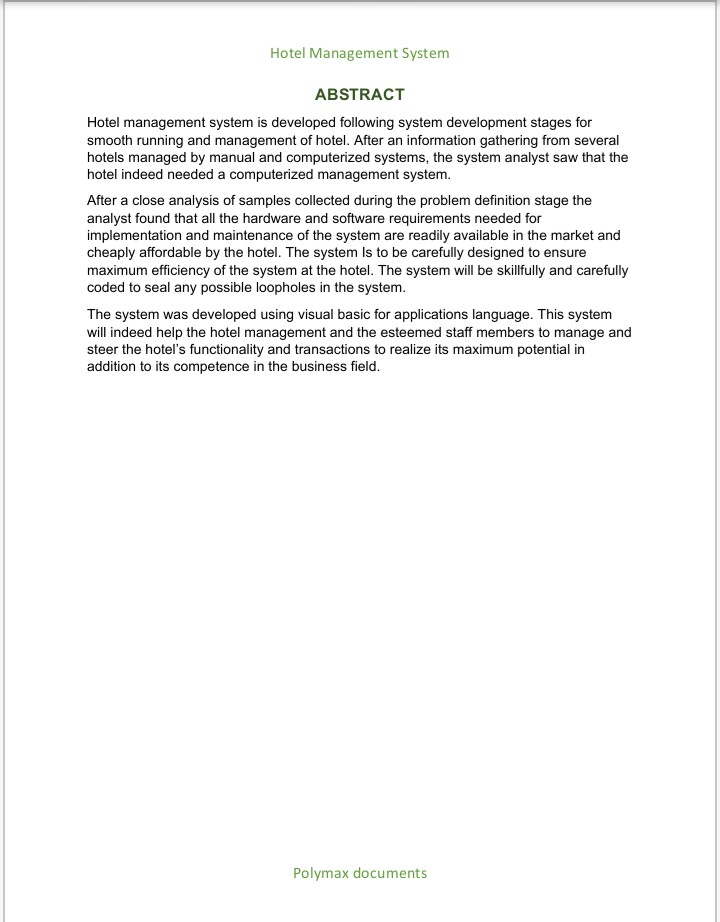 Hotel Management System
ABSTRACT
Hotel management system is developed following system development stages for
smooth running and management of hotel. After an information gathering from several
hotels managed by manual and computerized systems, the system analyst saw that the
hotel indeed needed a computerized management system.
After a close analysis of samples collected during the problem definition stage the
analyst found that all the hardware and software requirements needed for
implementation and maintenance of the system are readily available in the market and
cheaply affordable by the hotel. The system Is to be carefully designed to ensure
maximum efficiency of the system at the hotel. The system will be skillfully and carefully
coded to seal any possible loopholes in the system.
The system was developed using visual basic for applications language. This system
will indeed help the hotel management and the esteemed staff members to manage and
steer the hotel’s functionality and transactions to realize its maximum potential in
addition to its competence in the business field.
Polymax documents